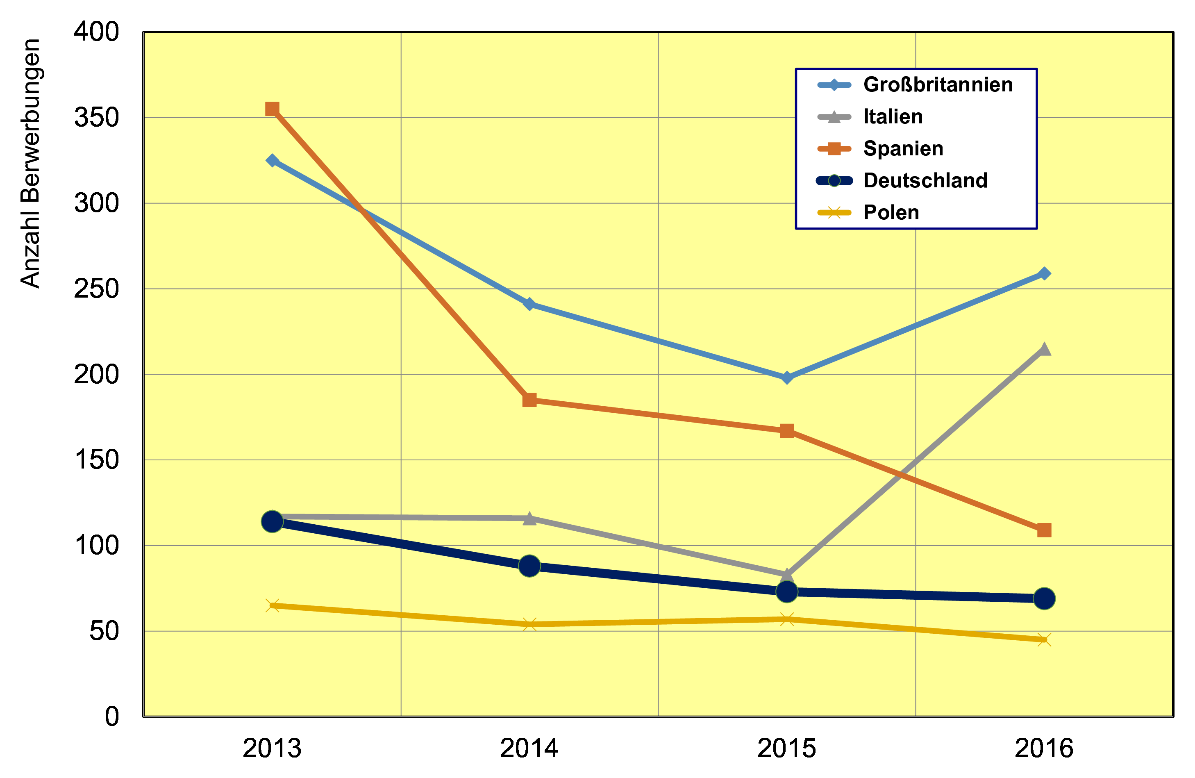 Anzahl Berwerbungen
400
350
300
250
200
150
100
50
0
Großbritannien
Italien
Spanien
Deutschland
Polen
2013 2014 2015 2016